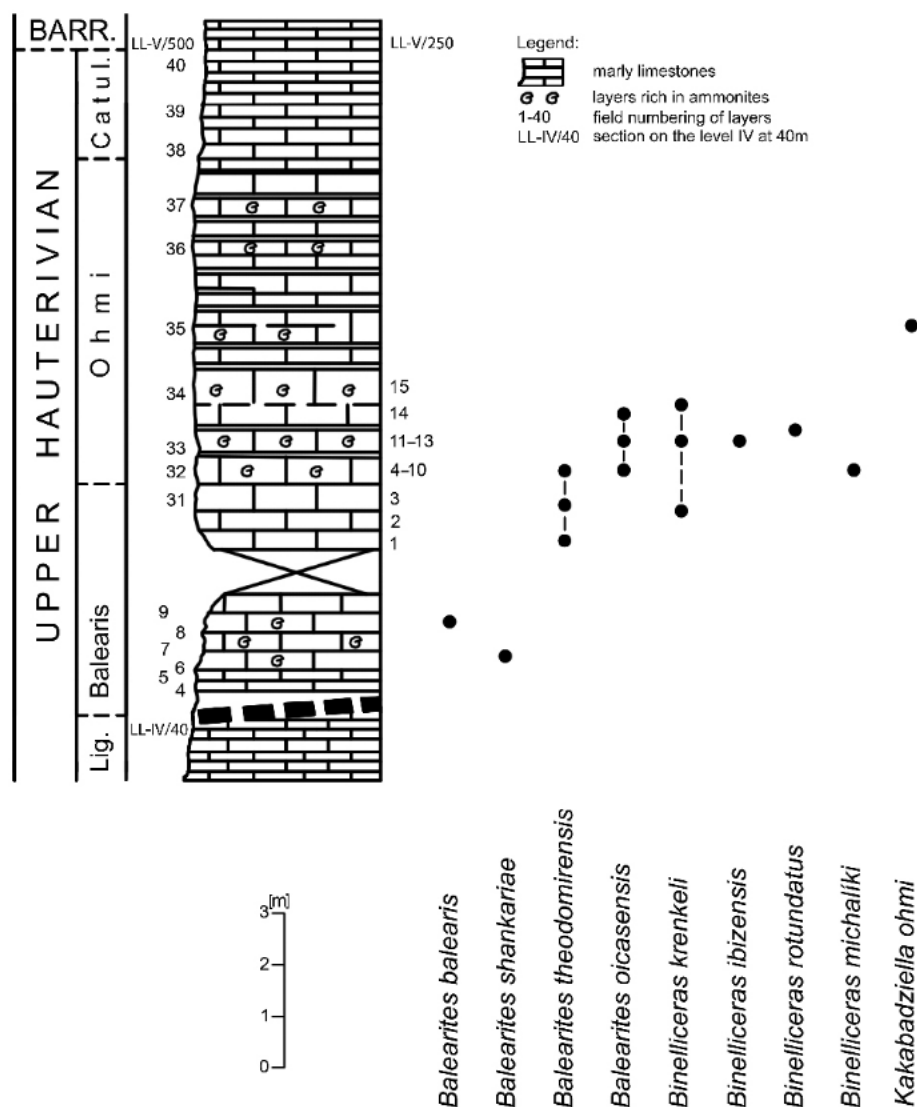 BARR.
LL-V/500
LL-V/250
Legend:
marly limestones
layers rich in ammonites
1-40 field numbering of layers
LL-IV/40 section on the level IV at 40m
UPPER HAUTERIVIAN
Catul.
Ohmi
Balearis
Lig.
40
39
38
37
36
35
34
33
32
31
9
8
7
6
5
4
LL-IV/40
15
14
11–13
4–10
3
2
1
[m]
3
2
1
0
Balearites balearis
Balearites shankariae
Balearites theodomirensis
Balearites oicasensis
Binelliceras krenkeli
Binelliceras ibizensis
Binelliceras rotundatus
Binelliceras michalíki
Kakabadziella ohmi